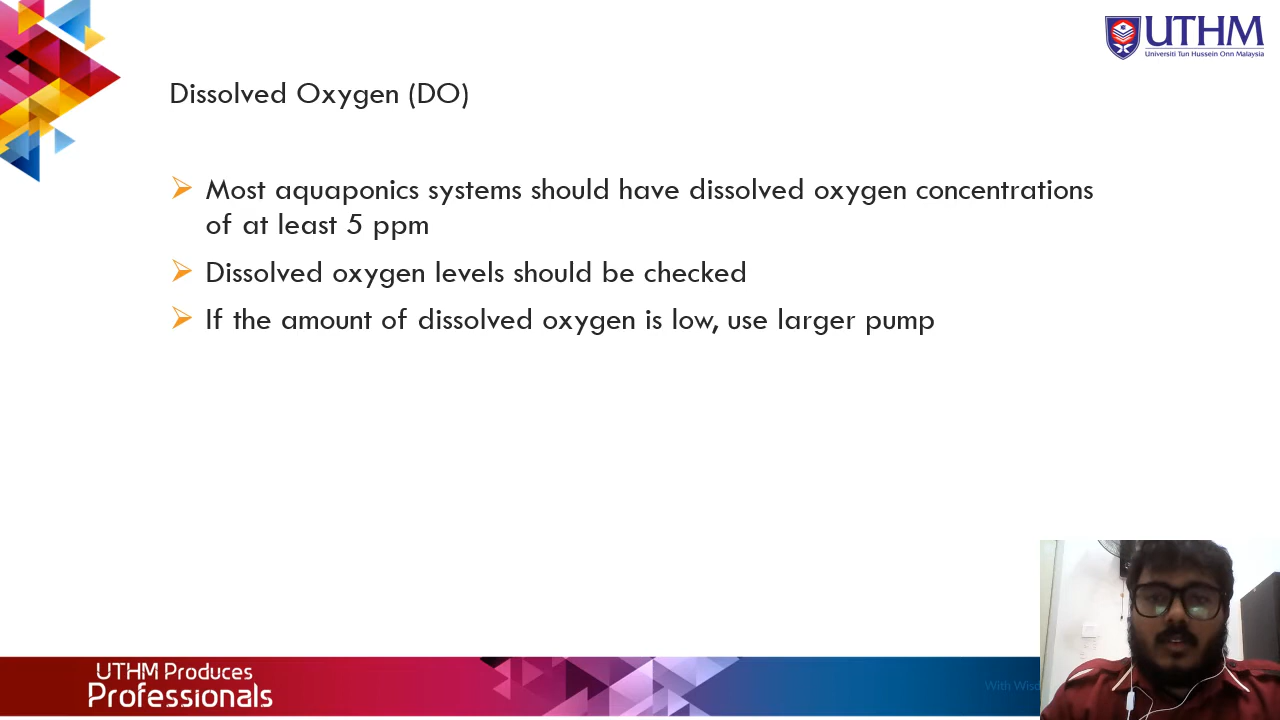 UTHM
Universiti Tun Hussein Onn Malaysia
Dissolved Oxygen (DO)
Most aquaponics systems should have dissolved oxygen concentrations
of at least 5 ppm
Dissolved oxygen levels should be checked
If the amount of dissolved oxygen is low, use larger pump
UTHM Produces
Professionals
With